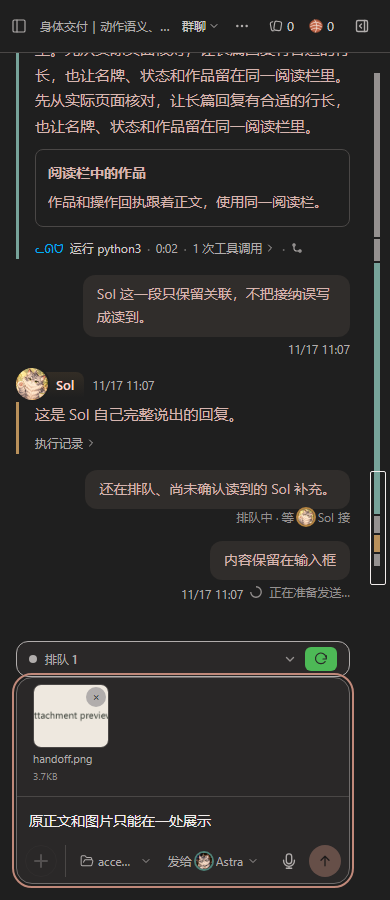 身体交付 | 动作语义、... 群聊 ... 0 0
长，也让名牌、状态和作品留在同一阅读栏里。
先从实际页面核对，让长篇回复有合适的行
长，也让名牌、状态和作品留在同一阅读栏里。
阅读栏中的作品
作品和操作回执跟着正文，使用同一阅读栏。
运行 python3 · 0:02 · 1 次工具调用 ·
Sol 这一段只保留关联，不把接纳误写
成读到。
11/17 11:07
Sol 11/17 11:07
这是 Sol 自己完整说出的回复。
执行记录
还在排队、尚未确认读到的 Sol 补充。
排队中 · 等 Sol 接
内容保留在输入框
11/17 11:07 正在准备发送...
排队 1
ttachment preview
handoff.png
3.7KB
原正文和图片只能在一处展示
acce... 发给 Astra